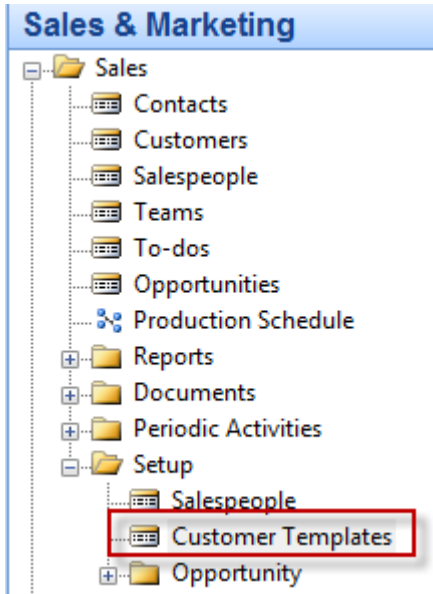 Sales & Marketing
Sales
Contacts
Customers
Salespeople
Teams
To-dos
Opportunities
Production Schedule
Reports
Documents
Periodic Activities
Setup
Salespeople
Customer Templates
Opportunity